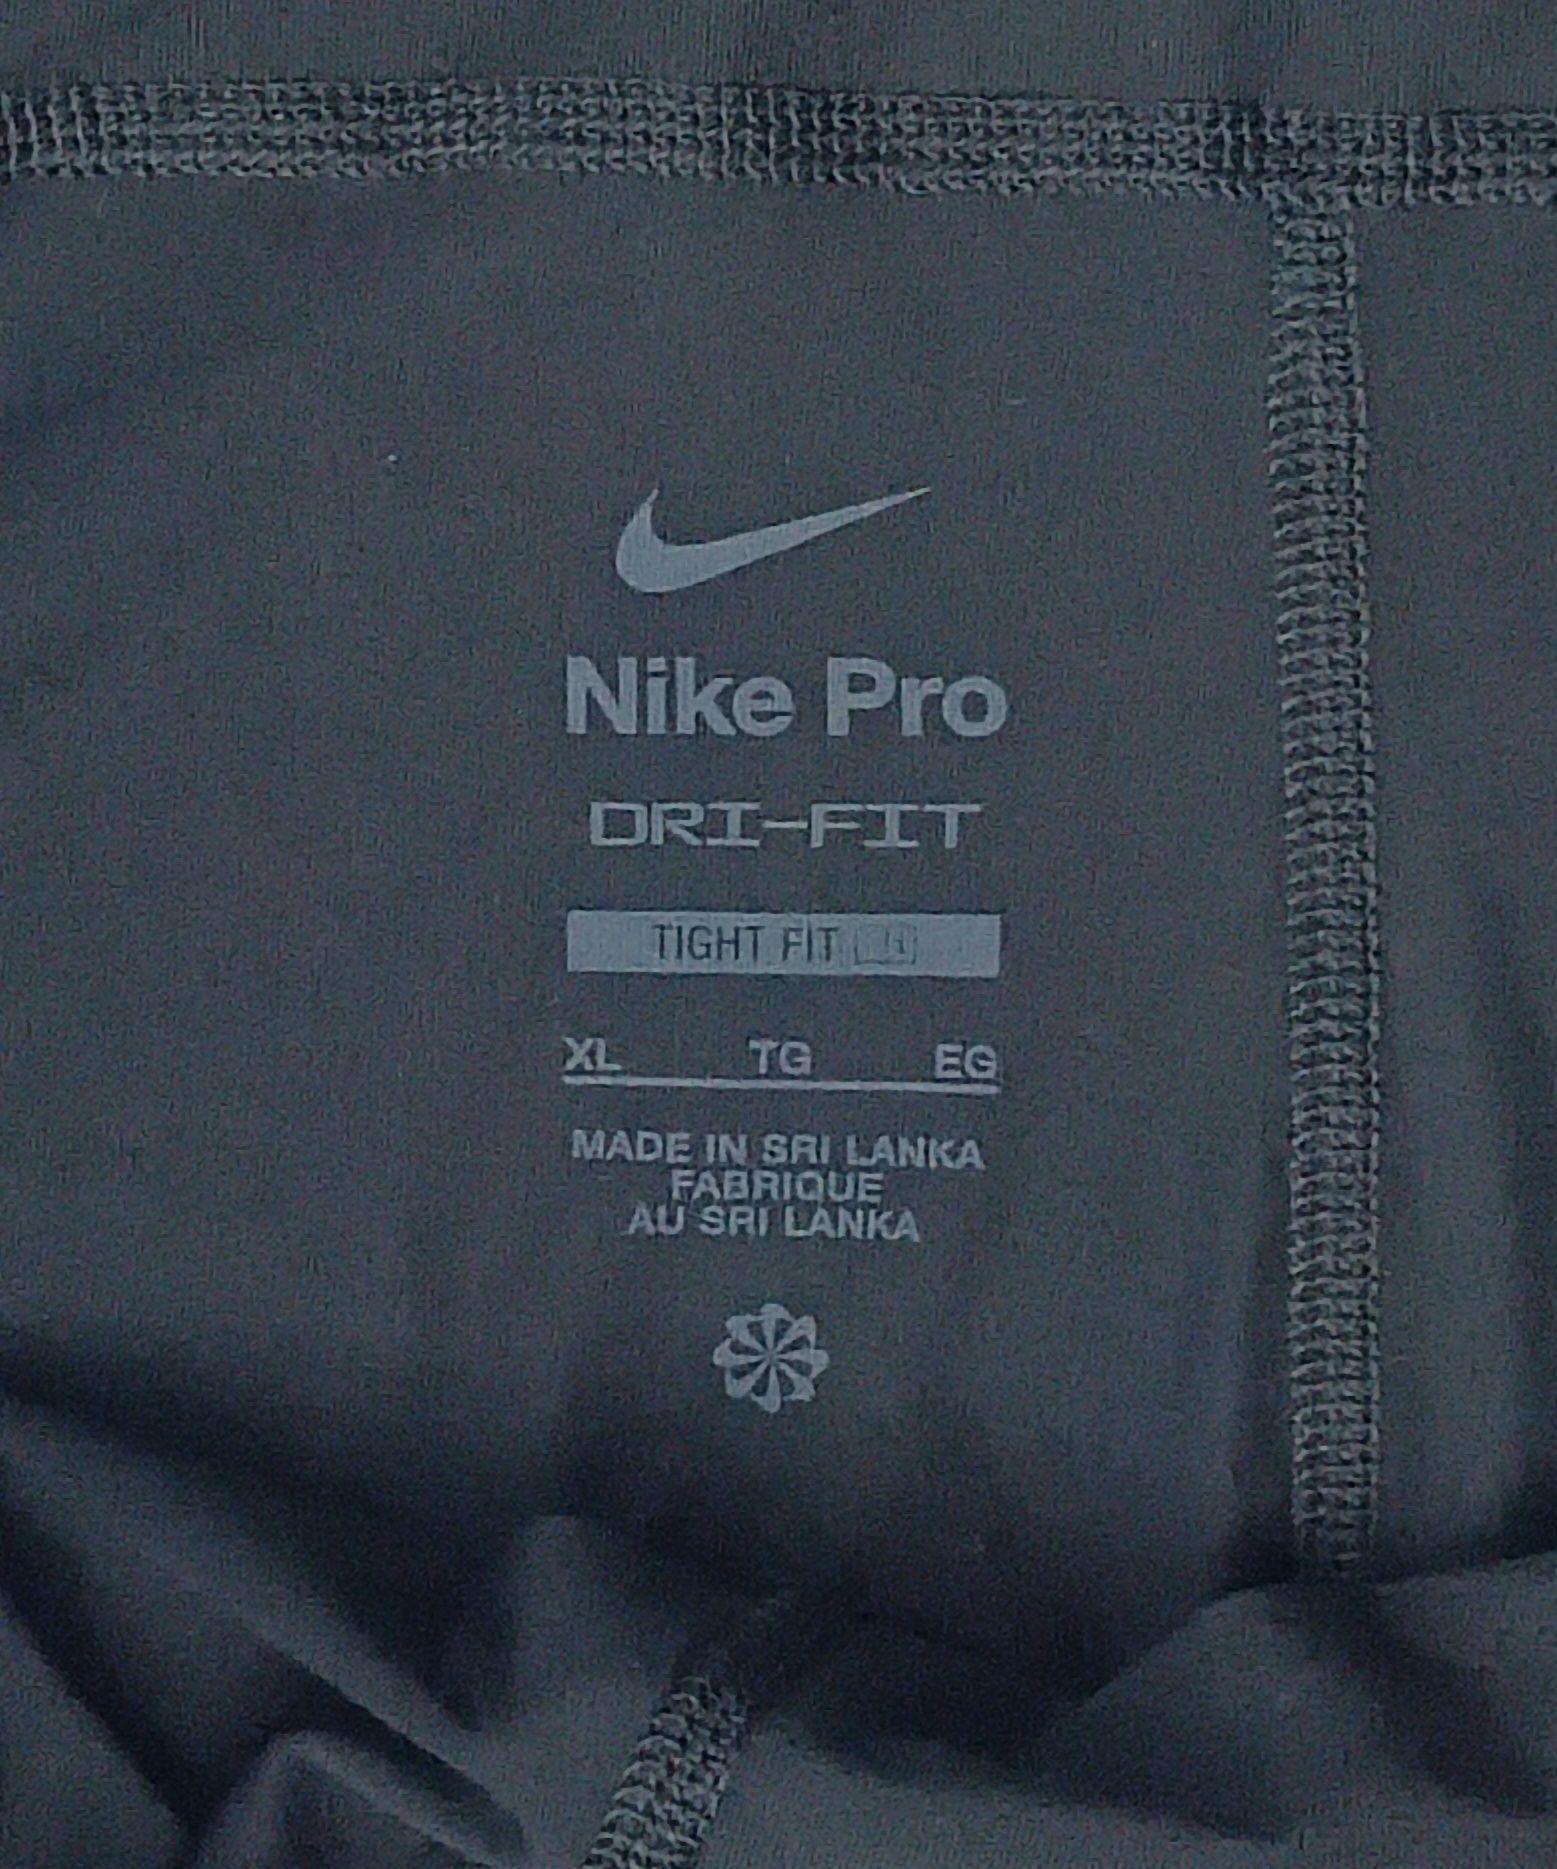 Nike Pro
DRI-FIT
TIGHT FIT
XL TG EG
MADE IN SRI LANKA
FABRIQUE
AU SRI LANKA